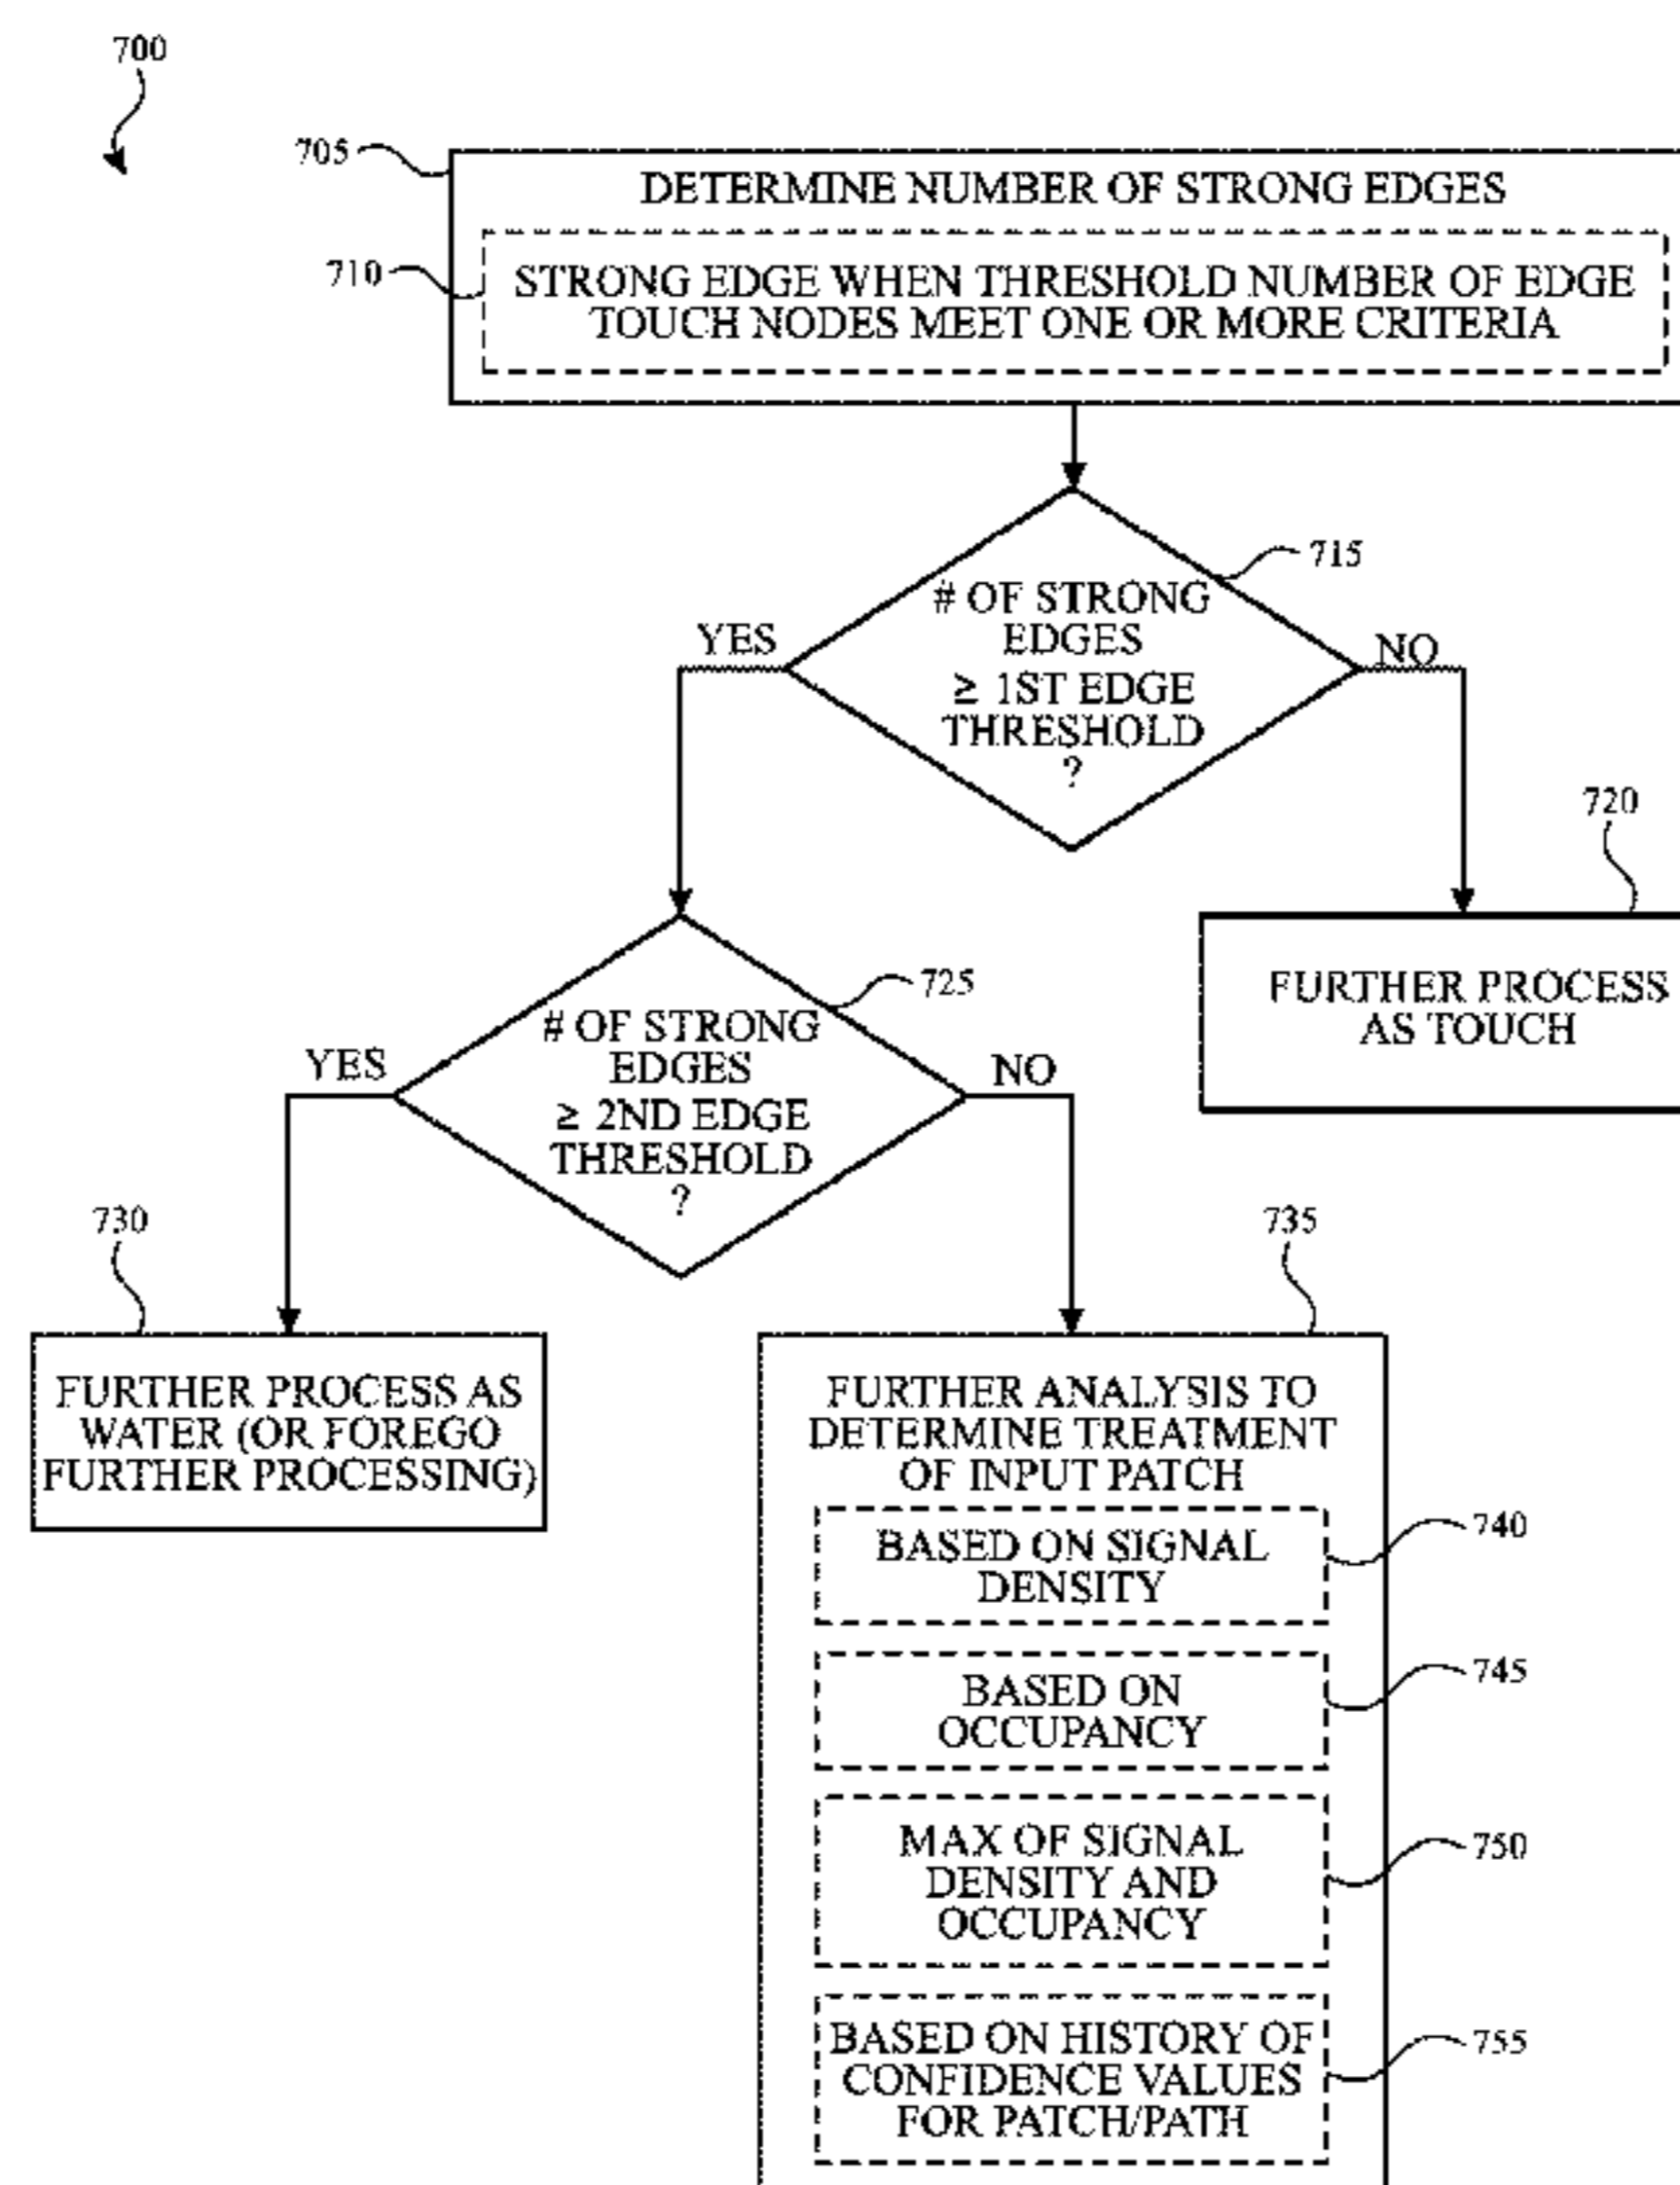 700
705
DETERMINE NUMBER OF STRONG EDGES
710
STRONG EDGE WHEN THRESHOLD NUMBER OF EDGE
TOUCH NODES MEET ONE OR MORE CRITERIA
715
# OF STRONG
EDGES
≥ 1ST EDGE
THRESHOLD
?
YES
NO
720
FURTHER PROCESS
AS TOUCH
725
# OF STRONG
EDGES
≥ 2ND EDGE
THRESHOLD
?
YES
NO
730
FURTHER PROCESS AS
WATER (OR FOREGO
FURTHER PROCESSING)
735
FURTHER ANALYSIS TO
DETERMINE TREATMENT
OF INPUT PATCH
740
BASED ON SIGNAL
DENSITY
745
BASED ON
OCCUPANCY
750
MAX OF SIGNAL
DENSITY AND
OCCUPANCY
755
BASED ON HISTORY OF
CONFIDENCE VALUES
FOR PATCH/PATH